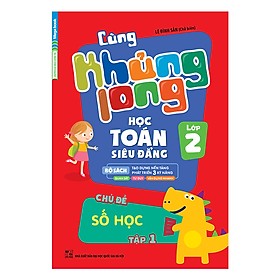 LÊ ĐÌNH SÂM (Chủ biên)
Cùng
Khủng
long
HỌC
TOÁN
SIÊU ĐẲNG
Lớp
2
BỘ SÁCH
TẠO DỰNG NỀN TẢNG
PHÁT TRIỂN 3 KỸ NĂNG
CHỦ ĐỀ
SỐ HỌC
TẬP 1